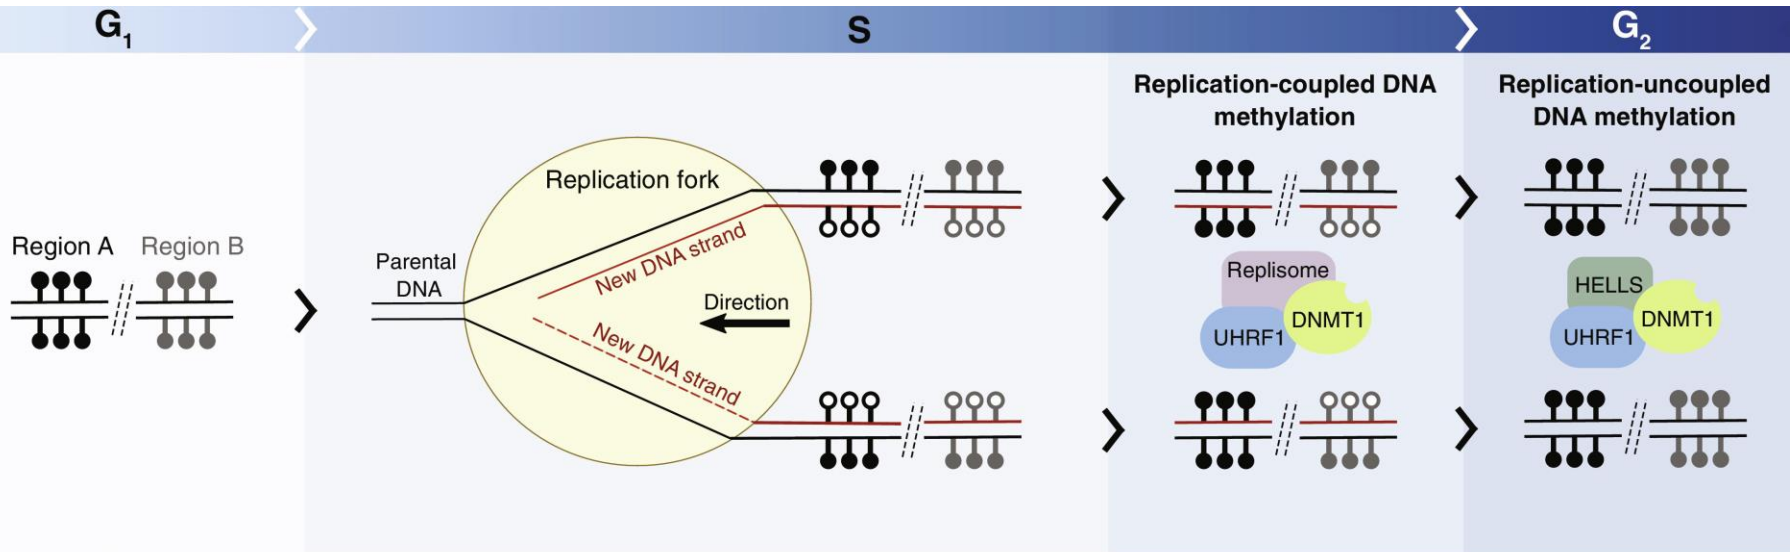 G1
S
G2
Replication-coupled DNA
methylation
Replication-uncoupled
DNA methylation
Region A
Region B
Parental
DNA
Replication fork
New DNA strand
Direction
New DNA strand
Replisome
UHRF1
DNMT1
HELLS
UHRF1
DNMT1